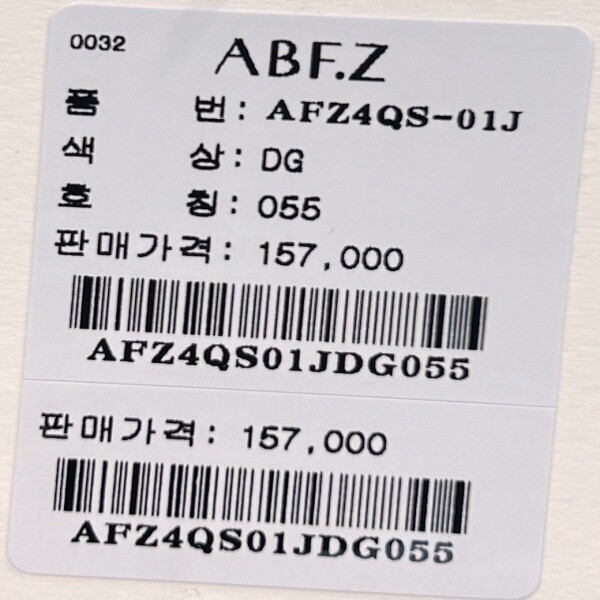 0032
ABF.Z
품 번: AFZ4QS-01J
색 상: DG
호 칭: 055
판매가격: 157,000
AFZ4QS01JDG055
판매가격: 157,000
AFZ4QS01JDG055